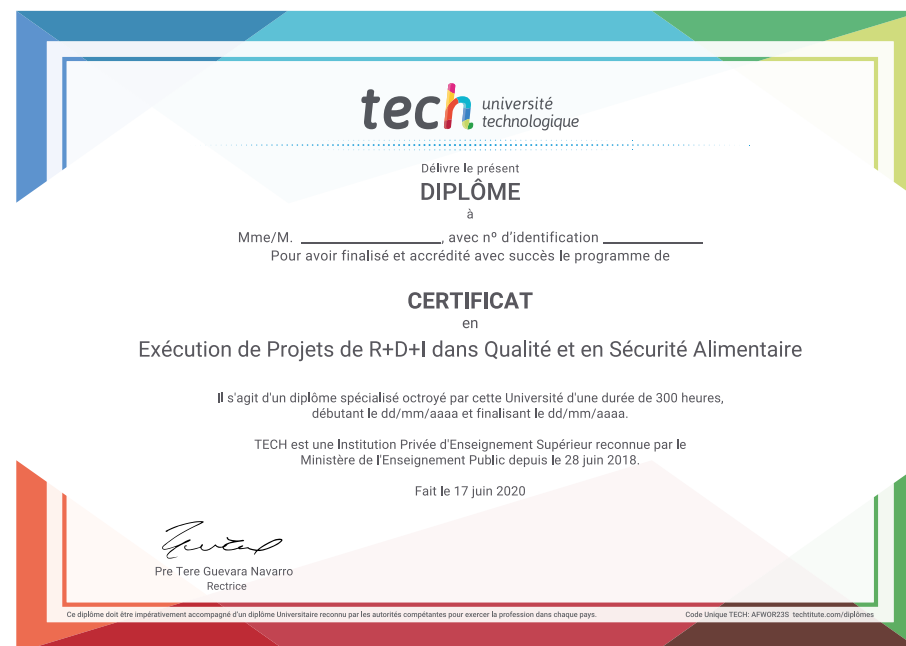 tech université
technologique
Délivre le présent
DIPLÔME
à
Mme/M. ____________________, avec nº d'identification ______________
Pour avoir finalisé et accrédité avec succès le programme de
CERTIFICAT
en
Exécution de Projets de R+D+I dans Qualité et en Sécurité Alimentaire
Il s'agit d'un diplôme spécialisé octroyé par cette Université d'une durée de 300 heures,
débutant le dd/mm/aaaa et finalisant le dd/mm/aaaa.
TECH est une Institution Privée d'Enseignement Supérieur reconnue par le
Ministère de l'Enseignement Public depuis le 28 juin 2018.
Fait le 17 juin 2020
Pre Tere Guevara Navarro
Rectrice
Ce diplôme doit être impérativement accompagné d'un diplôme Universitaire reconnu par les autorités compétantes pour exercer la profession dans chaque pays.
Code Unique TECH: AFWOR23S techtitute.com/diplômes